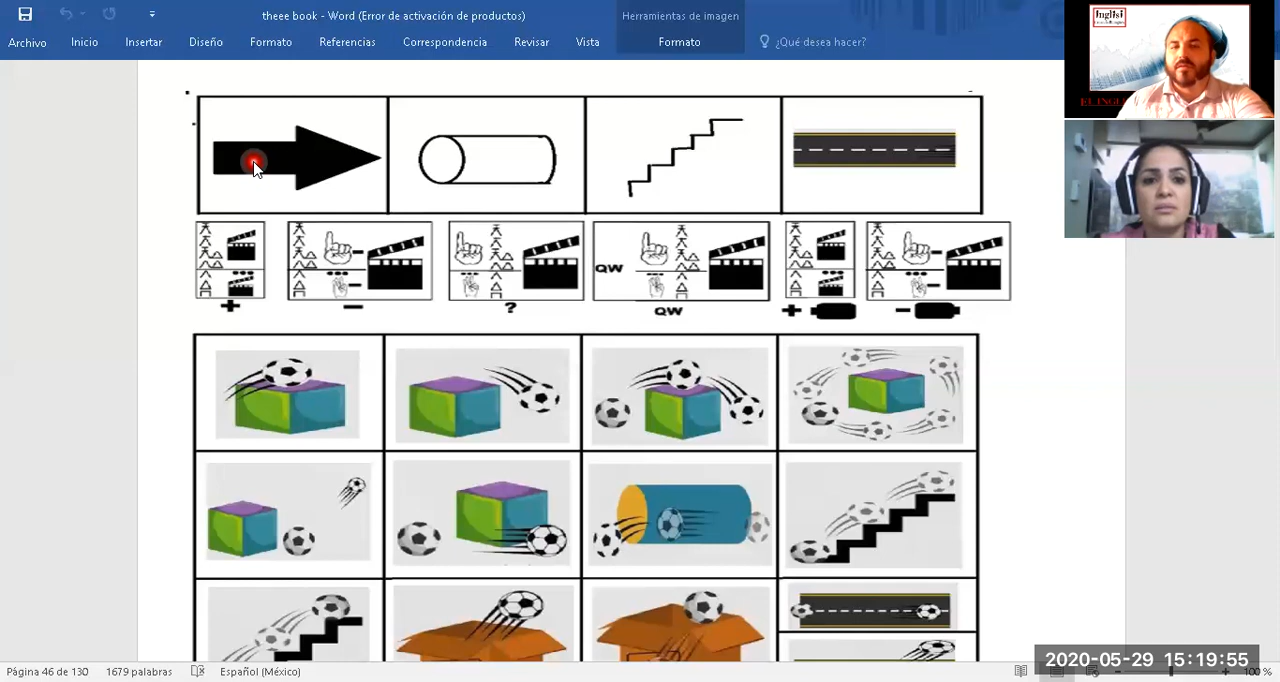 theee book - Word (Error de activación de productos)
Herramientas de imagen
Archivo Inicio Insertar Diseño Formato Referencias Correspondencia Revisar Vista Formato ¿Qué desea hacer?
Inglisi
QW
+ - ? QW + -
2020-05-29 15:19:55
Página 46 de 130 1679 palabras Español (México) 100 %